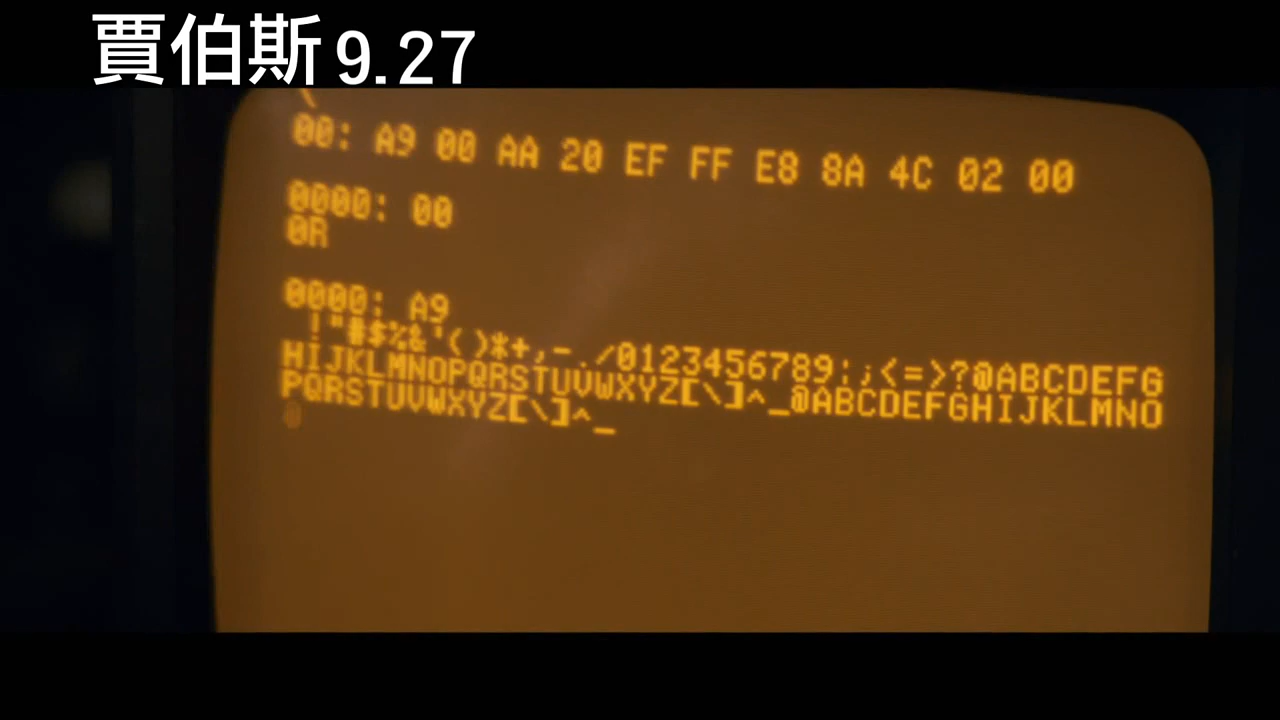 賈伯斯9.27
\
00: A9 00 AA 20 EF FF E8 8A 4C 02 00
0000: 00
0R
0000: A9
!"#$%&'()*+,-./0123456789:;<=>?@ABCDEFG
HIJKLMNOPQRSTUVWXYZ[\]^_@ABCDEFGHIJKLMNO
PQRSTUVWXYZ[\]^_
@